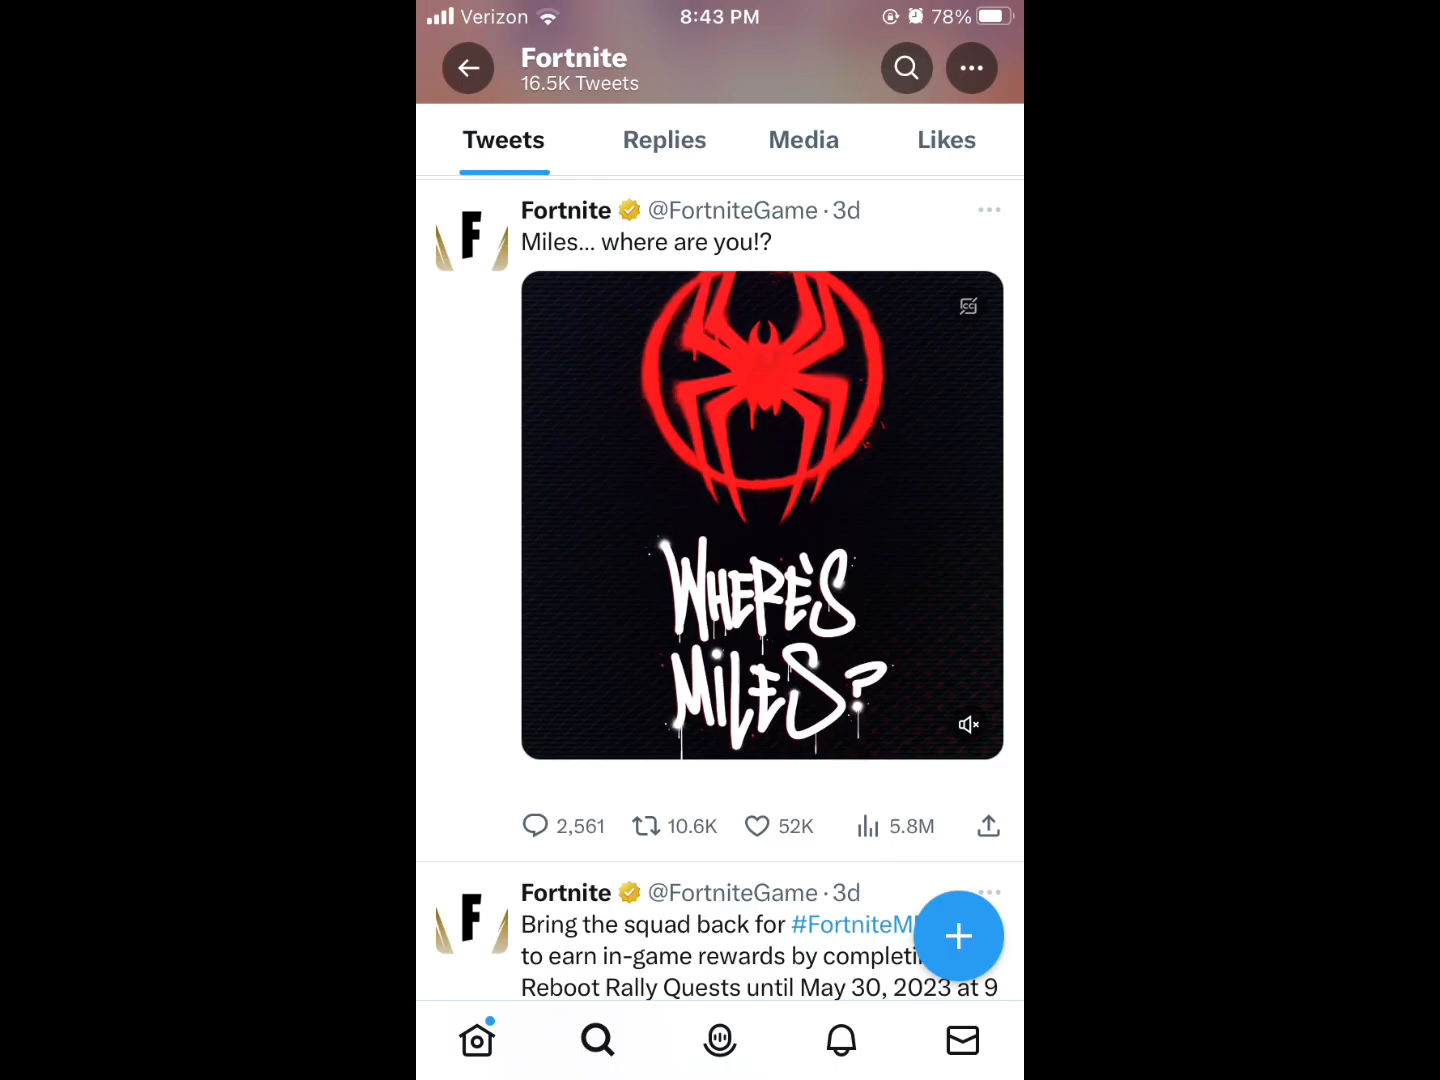 Verizon 8:43 PM 78%
Fortnite
16.5K Tweets
Tweets Replies Media Likes
Fortnite @FortniteGame · 3d
Miles... where are you!?
CC
WHERE'S
MILES?
2,561 10.6K 52K 5.8M
Fortnite @FortniteGame · 3d
Bring the squad back for
to earn in-game rewards by
Reboot Rally Quests until May 30, 2023 at 9